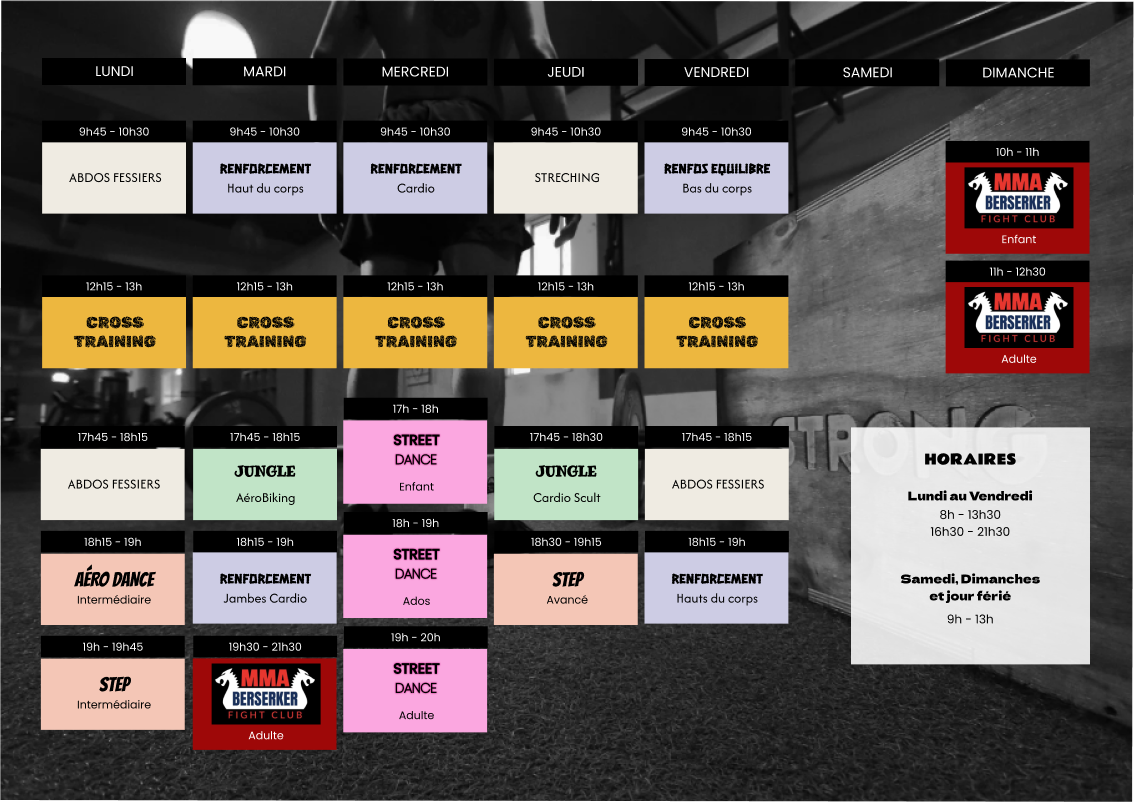 LUNDI
MARDI
MERCREDI
JEUDI
VENDREDI
SAMEDI
DIMANCHE
9h45 - 10h30
ABDOS FESSIERS
9h45 - 10h30
RENFORCEMENT
Haut du corps
9h45 - 10h30
RENFORCEMENT
Cardio
9h45 - 10h30
STRECHING
9h45 - 10h30
RENFOS EQUILIBRE
Bas du corps
10h - 11h
MMA
BERSERKER
FIGHT CLUB
Enfant
11h - 12h30
MMA
BERSERKER
FIGHT CLUB
Adulte
12h15 - 13h
CROSS
TRAINING
12h15 - 13h
CROSS
TRAINING
12h15 - 13h
CROSS
TRAINING
12h15 - 13h
CROSS
TRAINING
12h15 - 13h
CROSS
TRAINING
17h45 - 18h15
ABDOS FESSIERS
17h45 - 18h15
JUNGLE
AéroBiking
17h - 18h
STREET
DANCE
Enfant
17h45 - 18h30
JUNGLE
Cardio Scult
17h45 - 18h15
ABDOS FESSIERS
18h15 - 19h
AÉRO DANCE
Intermédiaire
18h15 - 19h
RENFORCEMENT
Jambes Cardio
18h - 19h
STREET
DANCE
Ados
18h30 - 19h15
STEP
Avancé
18h15 - 19h
RENFORCEMENT
Hauts du corps
19h - 19h45
STEP
Intermédiaire
19h30 - 21h30
MMA
BERSERKER
FIGHT CLUB
Adulte
19h - 20h
STREET
DANCE
Adulte
STRONG
HORAIRES
Lundi au Vendredi
8h - 13h30
16h30 - 21h30
Samedi, Dimanches
et jour férié
9h - 13h